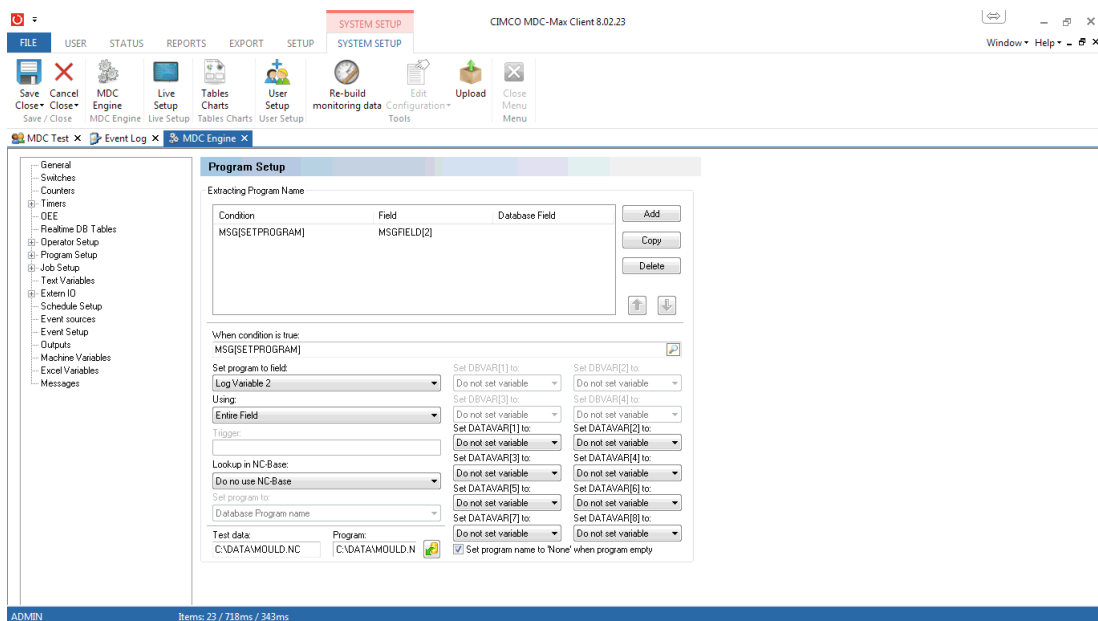 SYSTEM SETUP
CIMCO MDC-Max Client 8.02.23
FILE USER STATUS REPORTS EXPORT SETUP SYSTEM SETUP Window Help
Save Close Cancel Close MDC Engine Live Setup Tables Charts User Setup Re-build monitoring data Edit Configuration Upload Close Menu
Save / Close MDC Engine Live Setup Tables Charts User Setup Tools Menu
MDC Test Event Log MDC Engine
General
Switches
Counters
Timers
OEE
Realtime DB Tables
Operator Setup
Program Setup
Job Setup
Text Variables
Extern IO
Schedule Setup
Event sources
Event Setup
Outputs
Machine Variables
Excel Variables
Messages
Program Setup
Extracting Program Name
Condition Field Database Field
MSG[SETPROGRAM] MSGFIELD[2]
Add
Copy
Delete
When condition is true:
MSG[SETPROGRAM]
Set program to field:
Log Variable 2
Using:
Entire Field
Trigger:
Lookup in NC-Base:
Do no use NC-Base
Set program to:
Database Program name
Test data: Program:
C:\DATA\MOULD.NC C:\DATA\MOULD.N
Set DBVAR[1] to: Set DBVAR[2] to:
Do not set variable Do not set variable
Set DBVAR[3] to: Set DBVAR[4] to:
Do not set variable Do not set variable
Set DATAVAR[1] to: Set DATAVAR[2] to:
Do not set variable Do not set variable
Set DATAVAR[3] to: Set DATAVAR[4] to:
Do not set variable Do not set variable
Set DATAVAR[5] to: Set DATAVAR[6] to:
Do not set variable Do not set variable
Set DATAVAR[7] to: Set DATAVAR[8] to:
Do not set variable Do not set variable
Set program name to 'None' when program empty
ADMIN Items: 23 / 718ms / 343ms